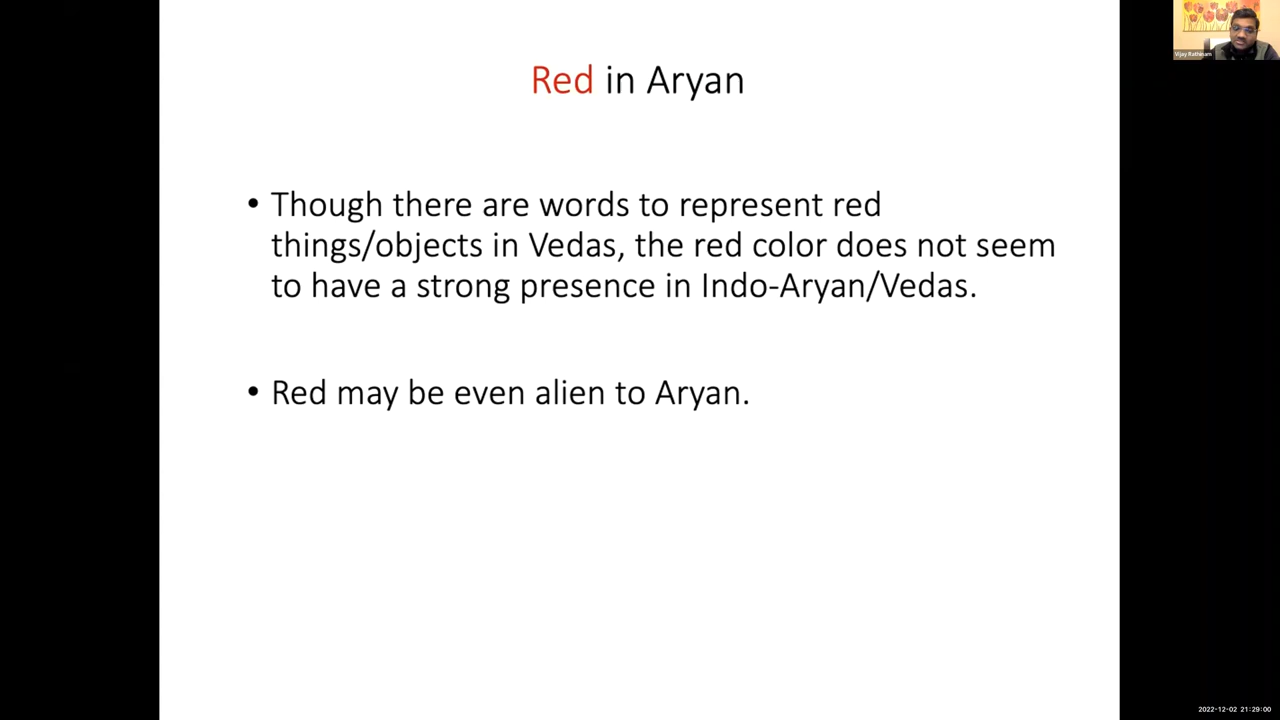 Red in Aryan
• Though there are words to represent red
things/objects in Vedas, the red color does not seem
to have a strong presence in Indo-Aryan/Vedas.
• Red may be even alien to Aryan.
Vijay Rathinam
2022-12-02 21:29:00